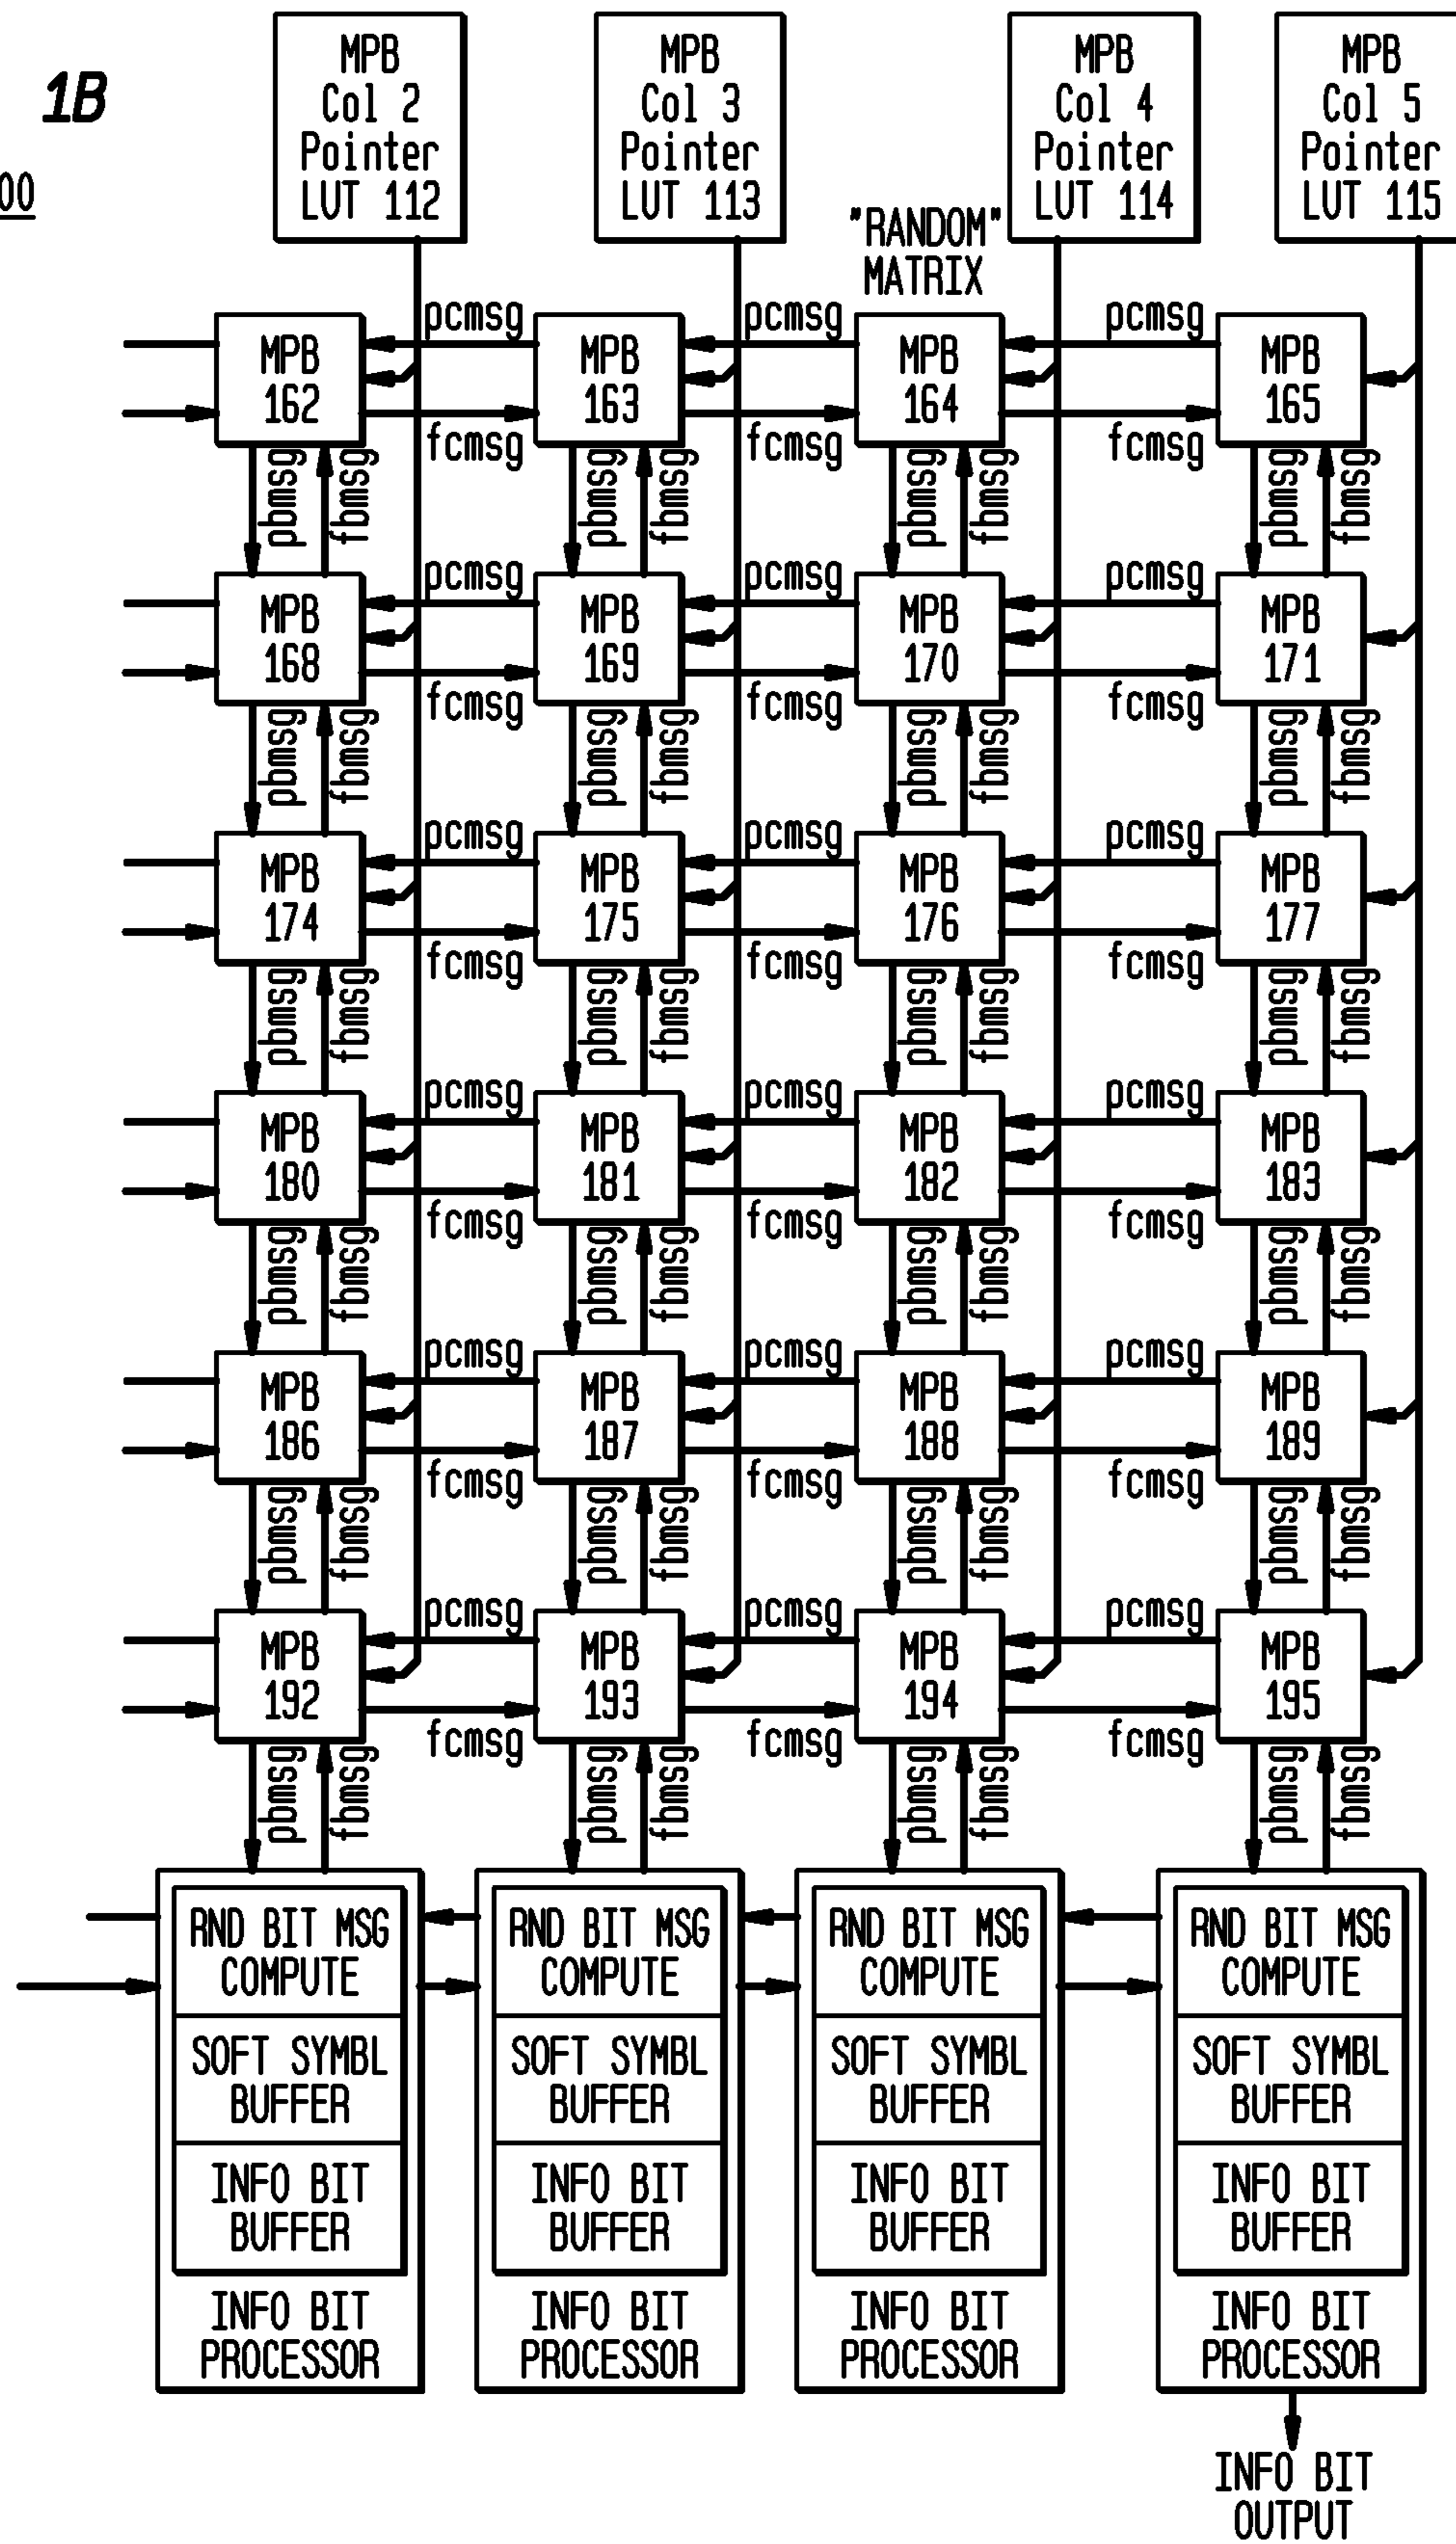 1B
00
MPB
Col 2
Pointer
LUT 112
MPB
Col 3
Pointer
LUT 113
MPB
Col 4
Pointer
LUT 114
MPB
Col 5
Pointer
LUT 115
"RANDOM"
MATRIX
pcmsg pcmsg pcmsg
MPB MPB MPB MPB
162 163 164 165
fcmsg fcmsg fcmsg
pbmsg fbmsg pbmsg fbmsg pbmsg fbmsg pbmsg fbmsg
pcmsg pcmsg pcmsg
MPB MPB MPB MPB
168 169 170 171
fcmsg fcmsg fcmsg
pbmsg fbmsg pbmsg fbmsg pbmsg fbmsg pbmsg fbmsg
pcmsg pcmsg pcmsg
MPB MPB MPB MPB
174 175 176 177
fcmsg fcmsg fcmsg
pbmsg fbmsg pbmsg fbmsg pbmsg fbmsg pbmsg fbmsg
pcmsg pcmsg pcmsg
MPB MPB MPB MPB
180 181 182 183
fcmsg fcmsg fcmsg
pbmsg fbmsg pbmsg fbmsg pbmsg fbmsg pbmsg fbmsg
pcmsg pcmsg pcmsg
MPB MPB MPB MPB
186 187 188 189
fcmsg fcmsg fcmsg
pbmsg fbmsg pbmsg fbmsg pbmsg fbmsg pbmsg fbmsg
pcmsg pcmsg pcmsg
MPB MPB MPB MPB
192 193 194 195
fcmsg fcmsg fcmsg
pbmsg fbmsg pbmsg fbmsg pbmsg fbmsg pbmsg fbmsg
RND BIT MSG
COMPUTE
SOFT SYMBL
BUFFER
INFO BIT
BUFFER
INFO BIT
PROCESSOR
RND BIT MSG
COMPUTE
SOFT SYMBL
BUFFER
INFO BIT
BUFFER
INFO BIT
PROCESSOR
RND BIT MSG
COMPUTE
SOFT SYMBL
BUFFER
INFO BIT
BUFFER
INFO BIT
PROCESSOR
RND BIT MSG
COMPUTE
SOFT SYMBL
BUFFER
INFO BIT
BUFFER
INFO BIT
PROCESSOR
INFO BIT
OUTPUT